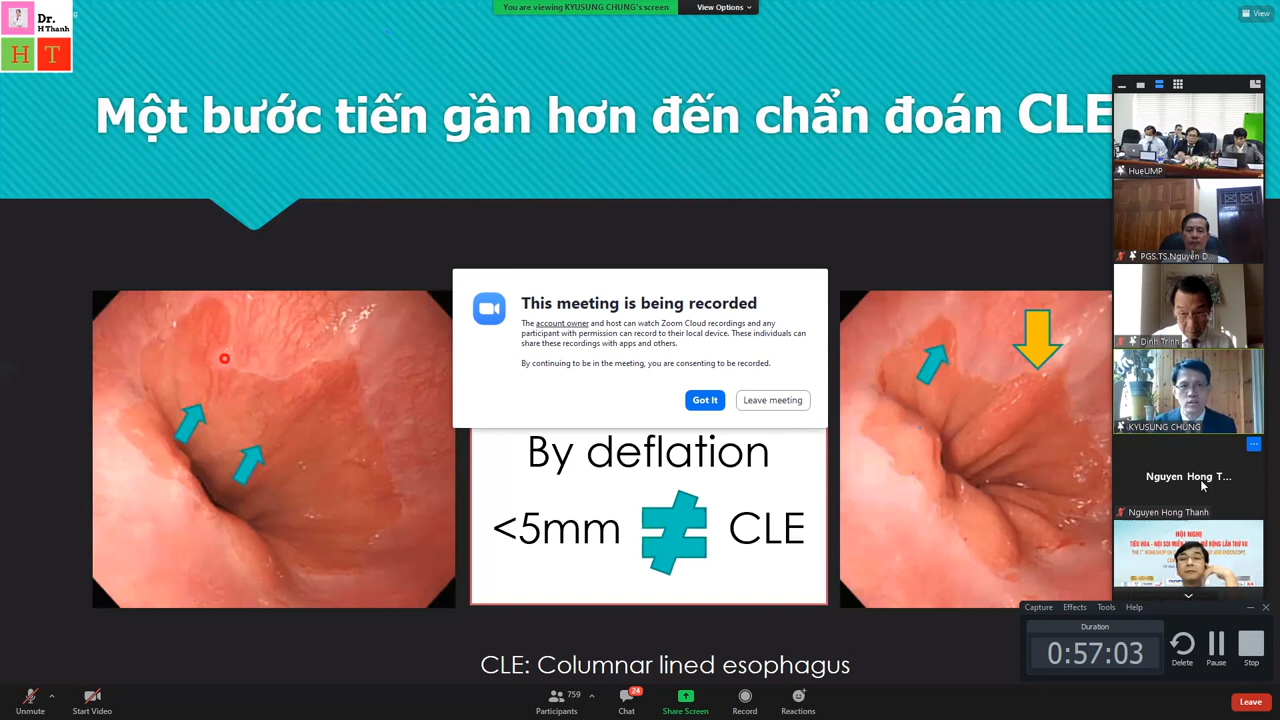 Dr.
H Thanh
H T
You are viewing KYUSUNG CHUNG's screen
View Options
View
Một bước tiến gần hơn đến chẩn đoán CLE
HueUMP
PGS.TS.Nguyễn D...
Dinh Trinh
KYUSUNG CHUNG
Nguyen Hong T...
Nguyen Hong Thanh
HỘI NGHỊ
This meeting is being recorded
The account owner and host can watch Zoom Cloud recordings and any
participant with permission can record to their local device. These individuals can
share these recordings with apps and others.
By continuing to be in the meeting, you are consenting to be recorded.
Got It
Leave meeting
By deflation
<5mm ≠ CLE
CLE: Columnar lined esophagus
Capture Effects Tools Help
Duration
0:57:03
Delete
Pause
Stop
Unmute
Start Video
759
Participants
24
Chat
Share Screen
Record
Reactions
Leave